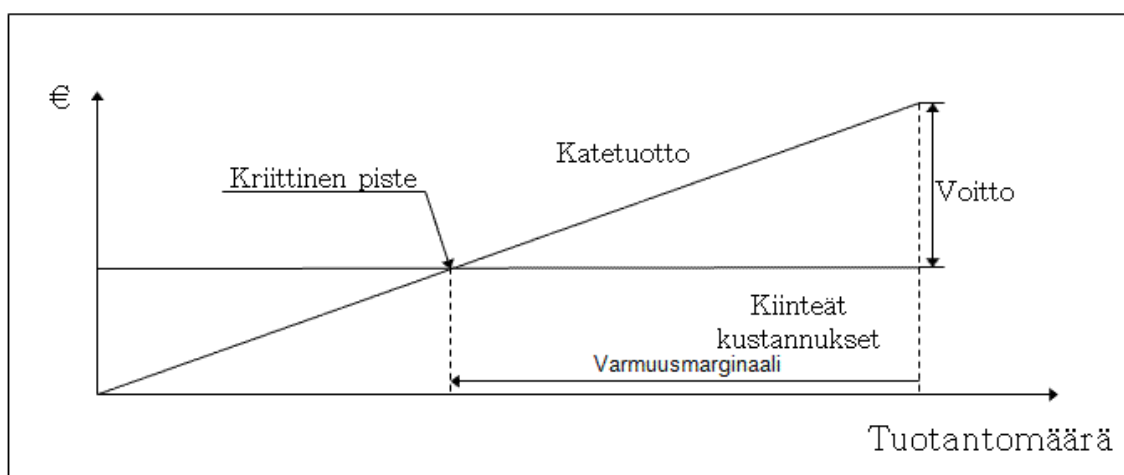 €
Katetuotto
Kriittinen piste
Voitto
Kiinteät
kustannukset
Varmuusmarginaali
Tuotantomäärä